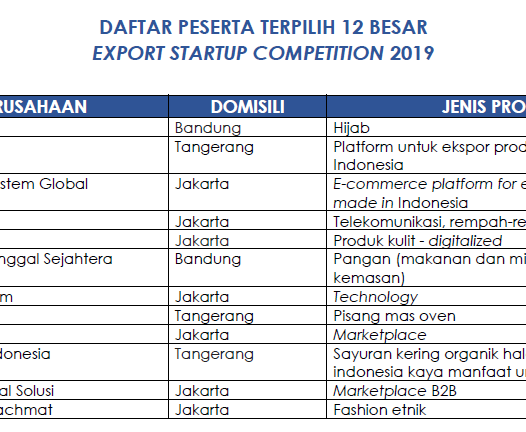 DAFTAR PESERTA TERPILIH 12 BESAR
EXPORT STARTUP COMPETITION 2019
RUSAHAAN DOMISILI JENIS PRO
Bandung Hijab
Tangerang Platform untuk ekspor prod
Indonesia
stem Global Jakarta E-commerce platform for e
made in Indonesia
Jakarta Telekomunikasi, rempah-re
Jakarta Produk kulit - digitalized
nggal Sejahtera Bandung Pangan (makanan dan mi
kemasan)
m Jakarta Technology
Tangerang Pisang mas oven
Jakarta Marketplace
donesia Tangerang Sayuran kering organik hal
indonesia kaya manfaat u
al Solusi Jakarta Marketplace B2B
achmat Jakarta Fashion etnik